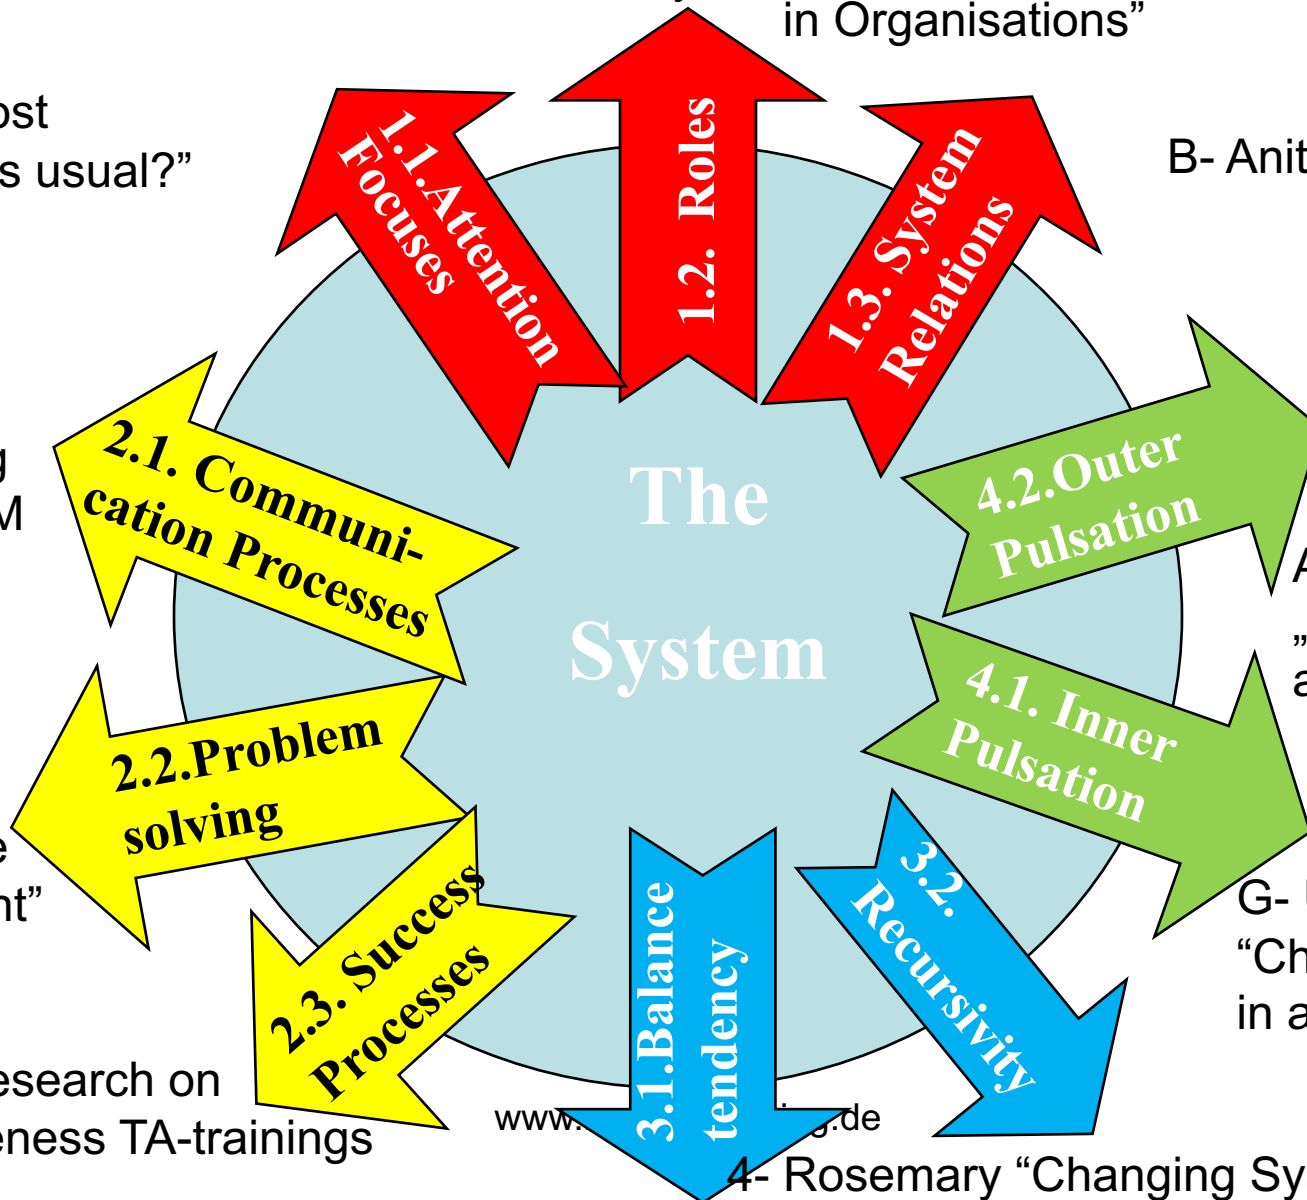 in Organisations”
ost
s usual?”
B- Anit
1.1.Attention
Focuses
1.2. Roles
1.3. System
Relations
2.1. Communi-
cation Processes
g
M
The
System
4.2.Outer
Pulsation
A
„
a
4.1. Inner
Pulsation
2.2.Problem
solving
e
nt”
G-
“Ch
in a
2.3. Success
Processes
3.1.Balance
tendency
3.2.
Recursivity
esearch on
eness TA-trainings
www.
g.de
4- Rosemary “Changing Sy